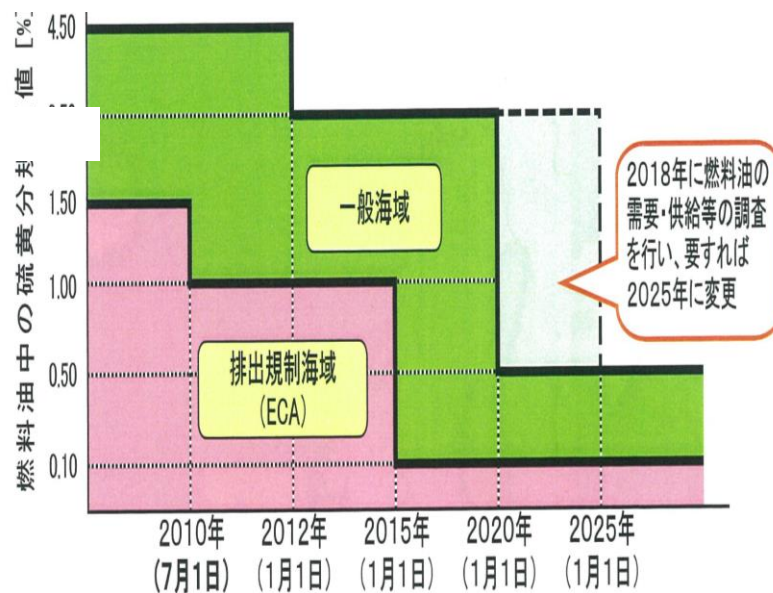 燃料油中の硫黄分
値 [%]
4.50
1.50
1.00
0.50
0.10
一般海域
排出規制海域
(ECA)
2018年に燃料油の
需要・供給等の調査
を行い、要すれば
2025年に変更
2010年
(7月1日)
2012年
(1月1日)
2015年
(1月1日)
2020年
(1月1日)
2025年
(1月1日)